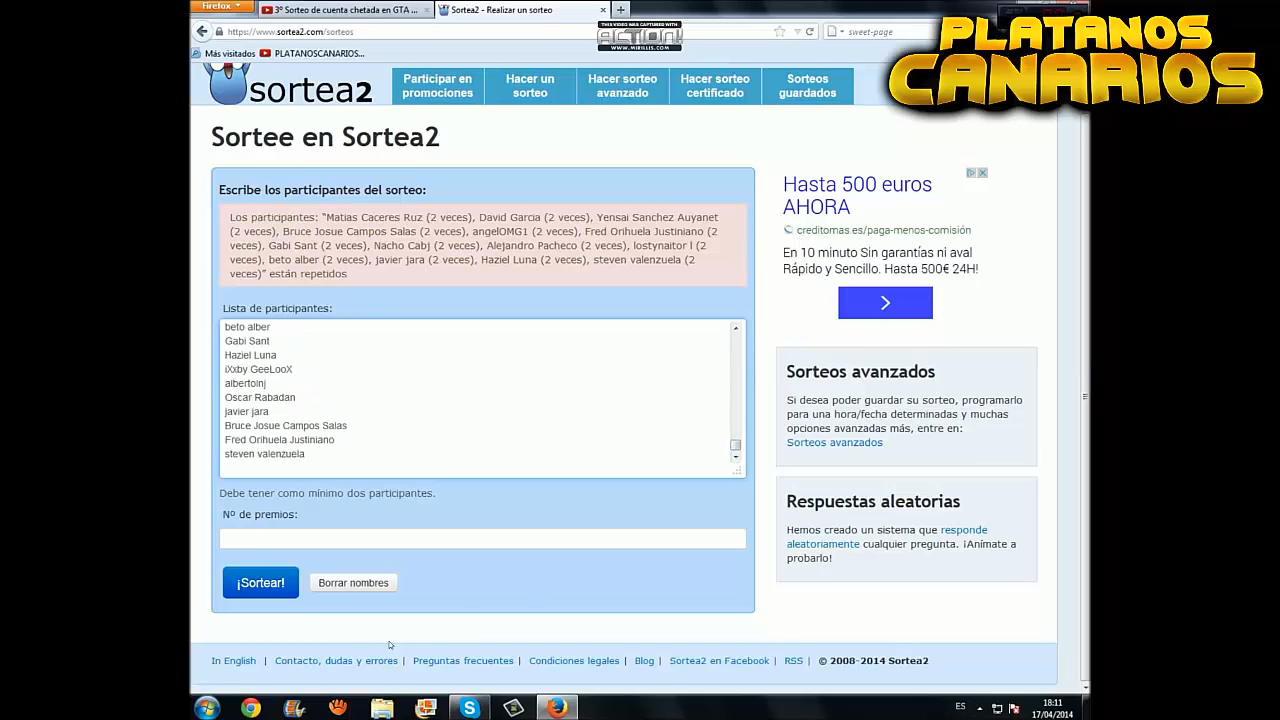 Firefox
3º Sorteo de cuenta chetada en GTA ...
Sortea2 - Realizar un sorteo
https://www.sortea2.com/sorteos
THIS VIDEO WAS CAPTURED WITH
ACTION!
WWW.MIRILLIS.COM
sweet-page
Más visitados
PLATANOSCANARIOS...
PLATANOS
CANARIOS
sortea2
Participar en promociones
Hacer un sorteo
Hacer sorteo avanzado
Hacer sorteo certificado
Sorteos guardados
Sortee en Sortea2
Escribe los participantes del sorteo:
Los participantes: "Matias Caceres Ruz (2 veces), David Garcia (2 veces), Yensai Sanchez Auyanet
(2 veces), Bruce Josue Campos Salas (2 veces), angelOMG1 (2 veces), Fred Orihuela Justiniano (2
veces), Gabi Sant (2 veces), Nacho Cabj (2 veces), Alejandro Pacheco (2 veces), lostynaitor l (2
veces), beto alber (2 veces), javier jara (2 veces), Haziel Luna (2 veces), steven valenzuela (2
veces)" están repetidos
Lista de participantes:
beto alber
Gabi Sant
Haziel Luna
iXxby GeeLooX
albertolnj
Oscar Rabadan
javier jara
Bruce Josue Campos Salas
Fred Orihuela Justiniano
steven valenzuela
Debe tener como mínimo dos participantes.
Nº de premios:
¡Sortear!
Borrar nombres
Hasta 500 euros
AHORA
creditomas.es/paga-menos-comisión
En 10 minuto Sin garantías ni aval
Rápido y Sencillo. Hasta 500€ 24H!
Sorteos avanzados
Si desea poder guardar su sorteo, programarlo
para una hora/fecha determinadas y muchas
opciones avanzadas más, entre en:
Sorteos avanzados
Respuestas aleatorias
Hemos creado un sistema que responde
aleatoriamente cualquier pregunta. ¡Anímate a
probarlo!
In English | Contacto, dudas y errores | Preguntas frecuentes | Condiciones legales | Blog | Sortea2 en Facebook | RSS | © 2008-2014 Sortea2
ES
18:11
17/04/2014